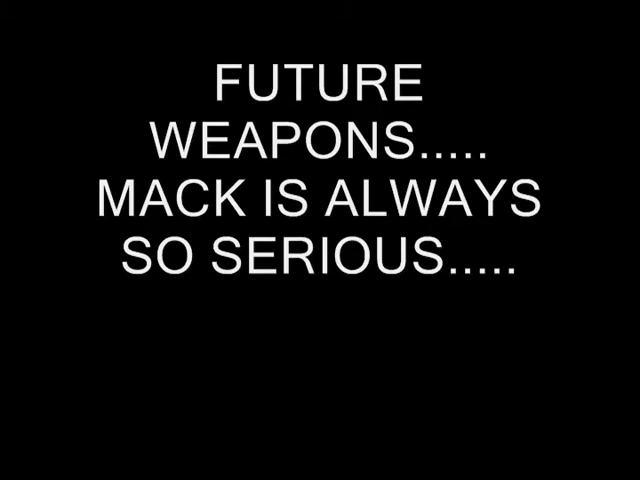 FUTURE
WEAPONS.....
MACK IS ALWAYS
SO SERIOUS.....